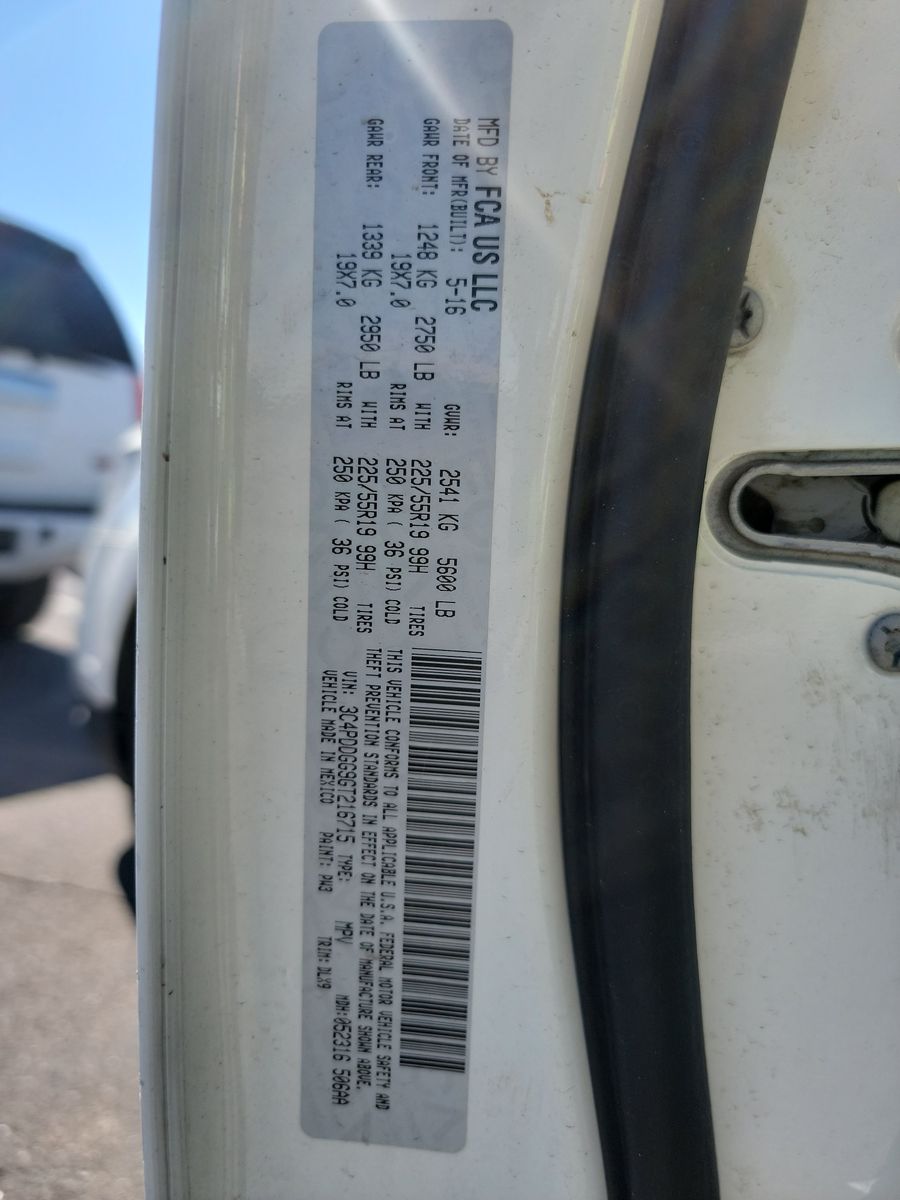 MFD BY FCA US LLC
DATE OF MFR(BUILT): 5-16 GVWR: 2541 KG 5600 LB
GAWR FRONT: 1248 KG 2750 LB WITH 225/55R19 99H TIRES
19X7.0 RIMS AT 250 KPA ( 36 PSI) COLD
GAWR REAR: 1339 KG 2950 LB WITH 225/55R19 99H TIRES
19X7.0 RIMS AT 250 KPA ( 36 PSI) COLD
THIS VEHICLE CONFORMS TO ALL APPLICABLE U.S.A. FEDERAL MOTOR VEHICLE SAFETY AND
THEFT PREVENTION STANDARDS IN EFFECT ON THE DATE OF MANUFACTURE SHOWN ABOVE.
VIN: 3C4PDDGG9GT216715 TYPE: MPV MDH:052316 506AA
VEHICLE MADE IN MEXICO PAINT: PW3 TRIM: DLX9